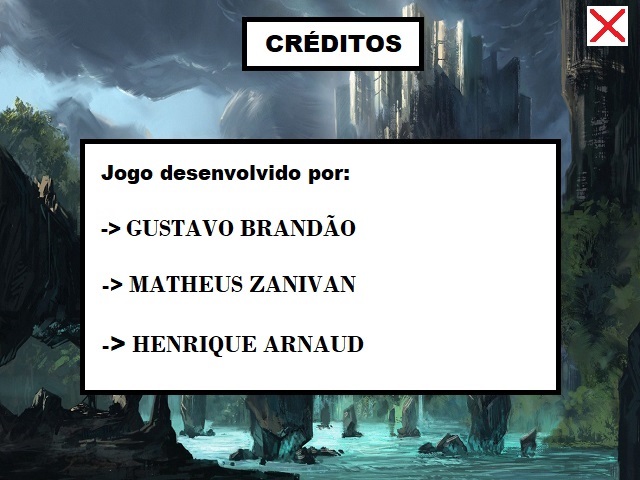 CRÉDITOS
Jogo desenvolvido por:
-> GUSTAVO BRANDÃO
-> MATHEUS ZANIVAN
-> HENRIQUE ARNAUD